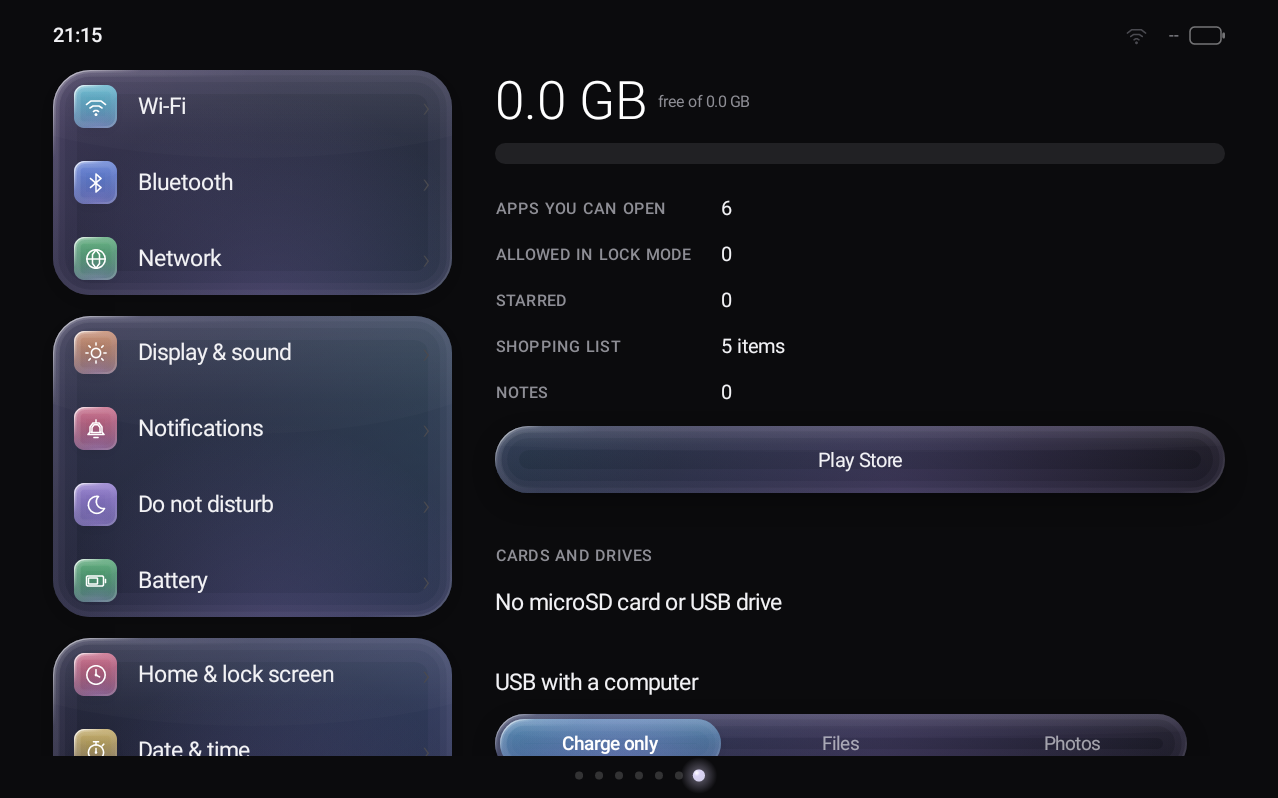 21:15
--
Wi-Fi
Bluetooth
Network
Display & sound
Notifications
Do not disturb
Battery
Home & lock screen
Date & time
0.0 GB free of 0.0 GB
APPS YOU CAN OPEN 6
ALLOWED IN LOCK MODE 0
STARRED 0
SHOPPING LIST 5 items
NOTES 0
Play Store
CARDS AND DRIVES
No microSD card or USB drive
USB with a computer
Charge only Files Photos